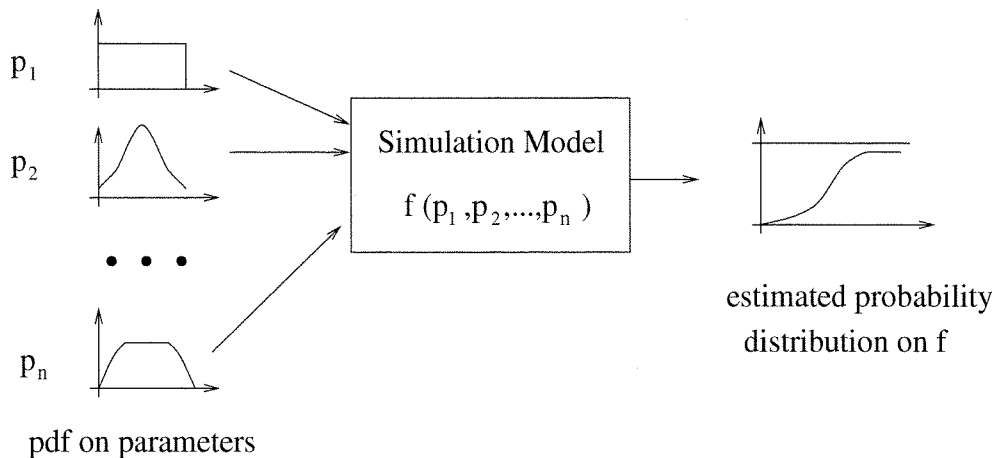 p1
p2
pn
pdf on parameters
Simulation Model
f (p1 ,p2,...,pn )
estimated probability
distribution on f